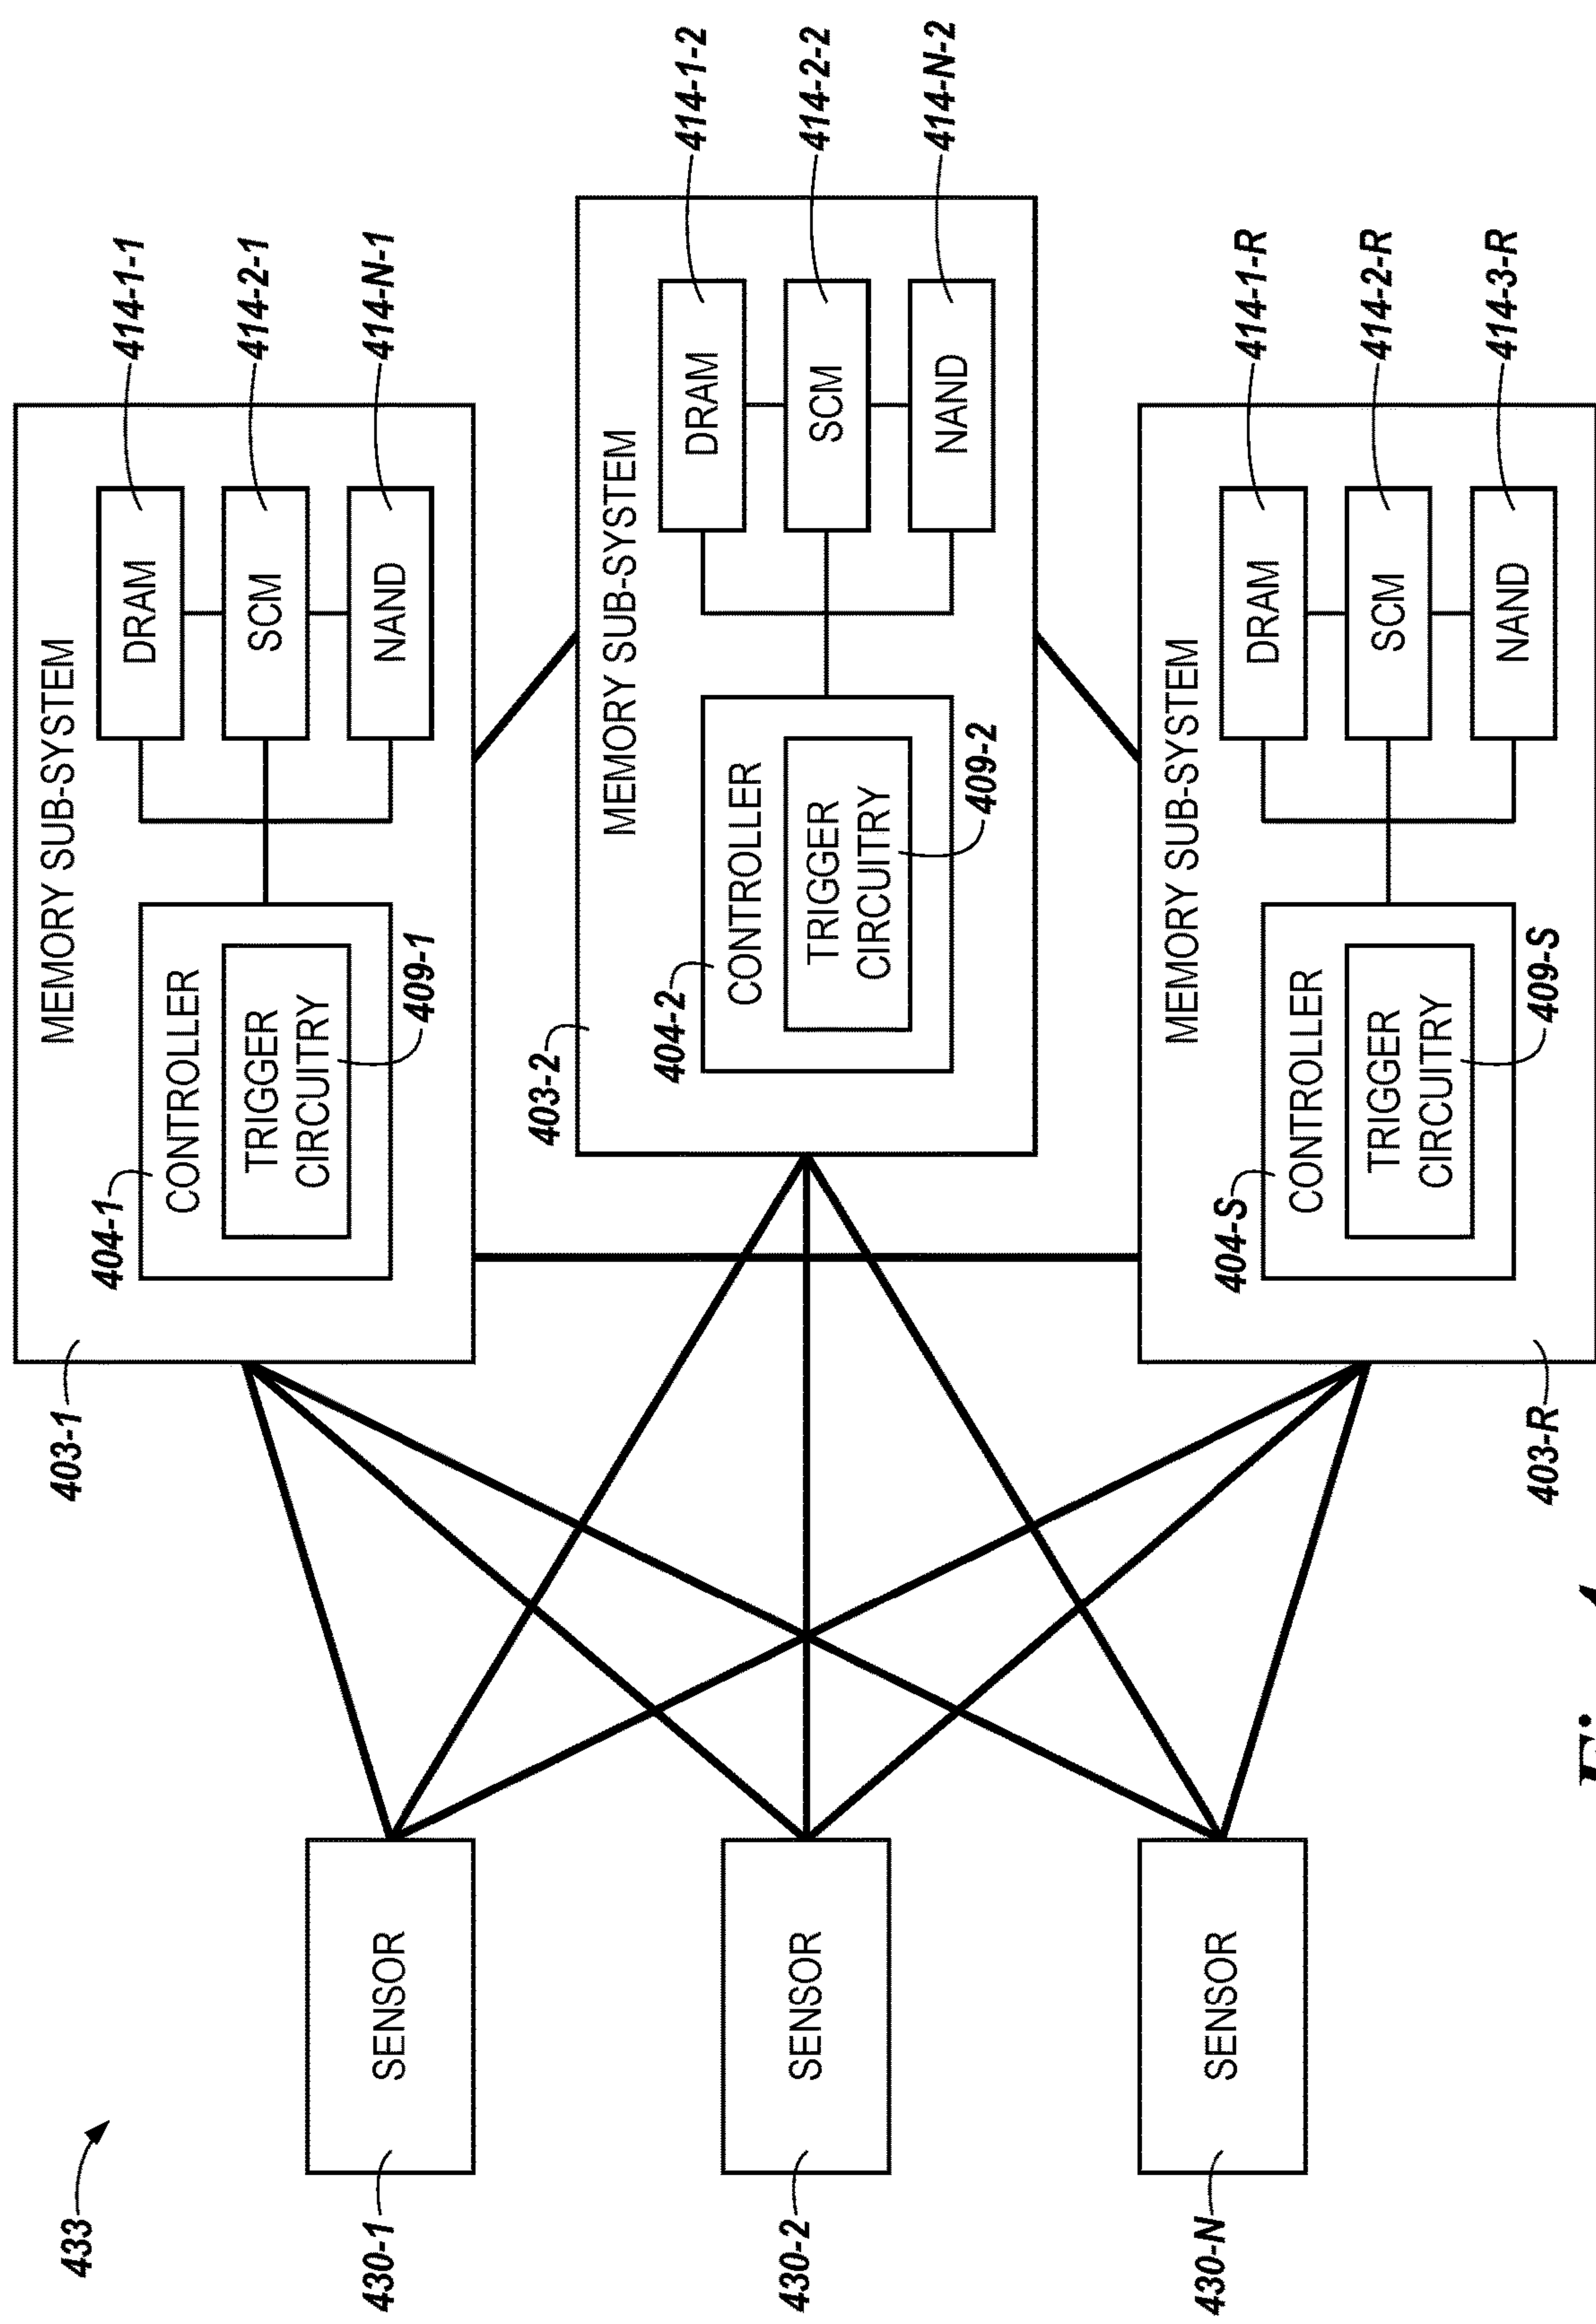 433
430-1
SENSOR
430-2
SENSOR
430-N
SENSOR
403-1
MEMORY SUB-SYSTEM
404-1
CONTROLLER
TRIGGER
CIRCUITRY
409-1
DRAM
SCM
NAND
414-1-1
414-2-1
414-N-1
403-2
MEMORY SUB-SYSTEM
404-2
CONTROLLER
TRIGGER
CIRCUITRY
409-2
DRAM
SCM
NAND
414-1-2
414-2-2
414-N-2
403-R
MEMORY SUB-SYSTEM
404-S
CONTROLLER
TRIGGER
CIRCUITRY
409-S
DRAM
SCM
NAND
414-1-R
414-2-R
414-3-R